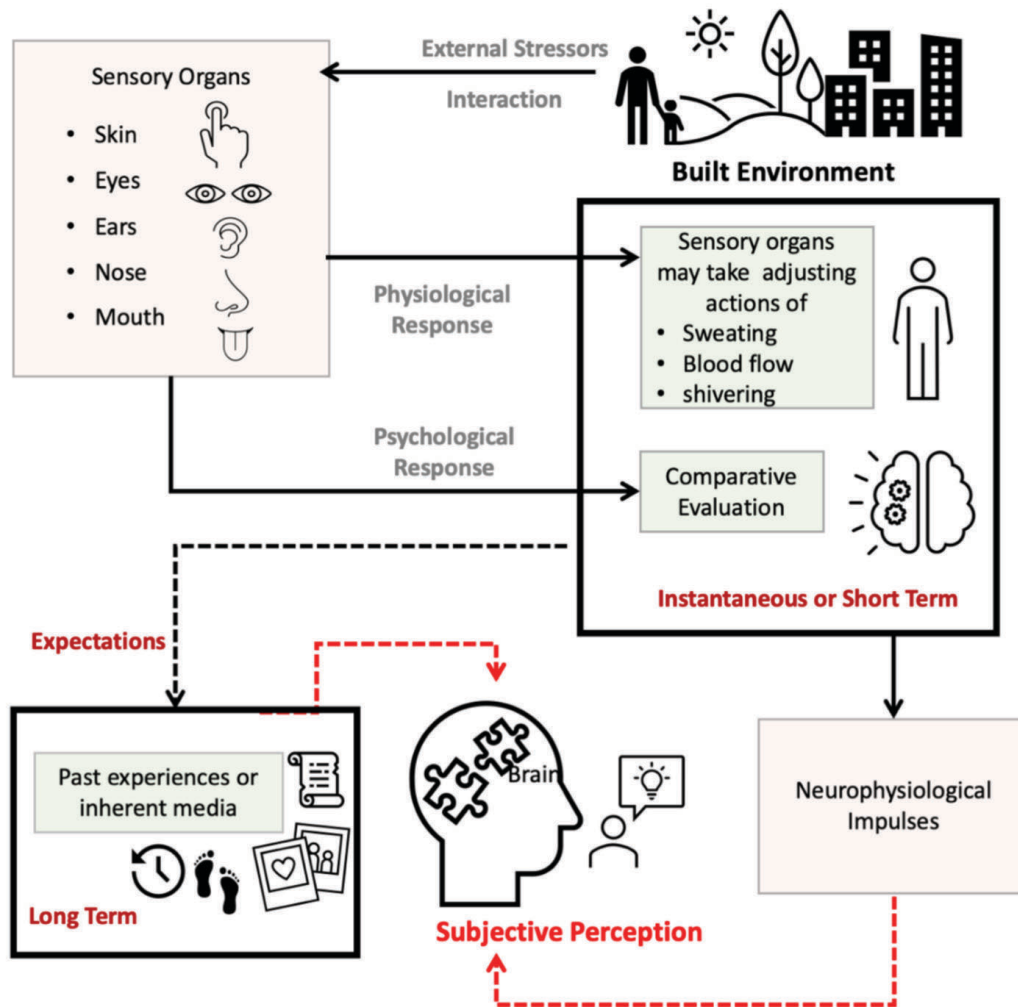 External Stressors
Interaction
Built Environment
Sensory Organs
• Skin
• Eyes
• Ears
• Nose
• Mouth
Physiological
Response
Psychological
Response
Sensory organs
may take adjusting
actions of
• Sweating
• Blood flow
• shivering
Comparative
Evaluation
Instantaneous or Short Term
Expectations
Past experiences or
inherent media
Long Term
Brain
Subjective Perception
Neurophysiological
Impulses